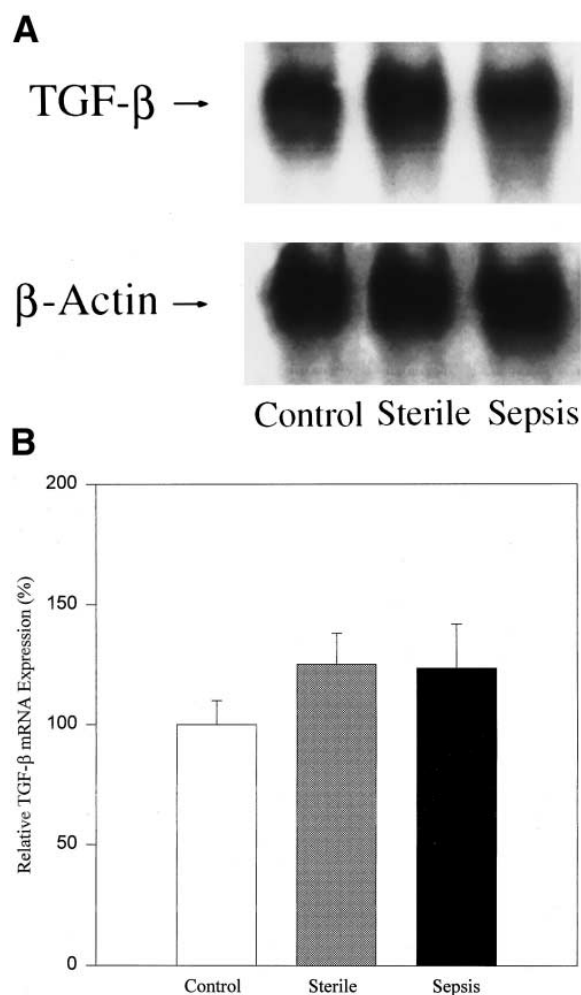 A
TGF-β →
β-Actin →
Control Sterile Sepsis
B
Relative TGF-β mRNA Expression (%)
200
150
100
50
0
Control Sterile Sepsis